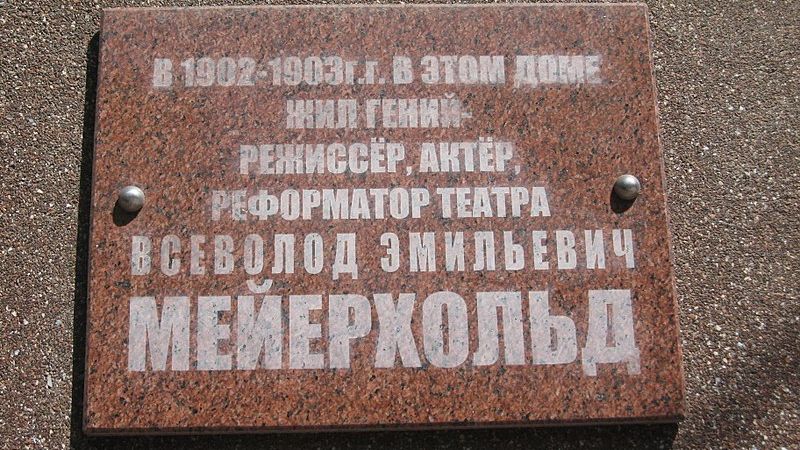 В 1902-1903г.г. В ЭТОМ ДОМЕ
ЖИЛ ГЕНИЙ-
РЕЖИССЁР, АКТЁР,
РЕФОРМАТОР ТЕАТРА
ВСЕВОЛОД ЭМИЛЬЕВИЧ
МЕЙЕРХОЛЬД